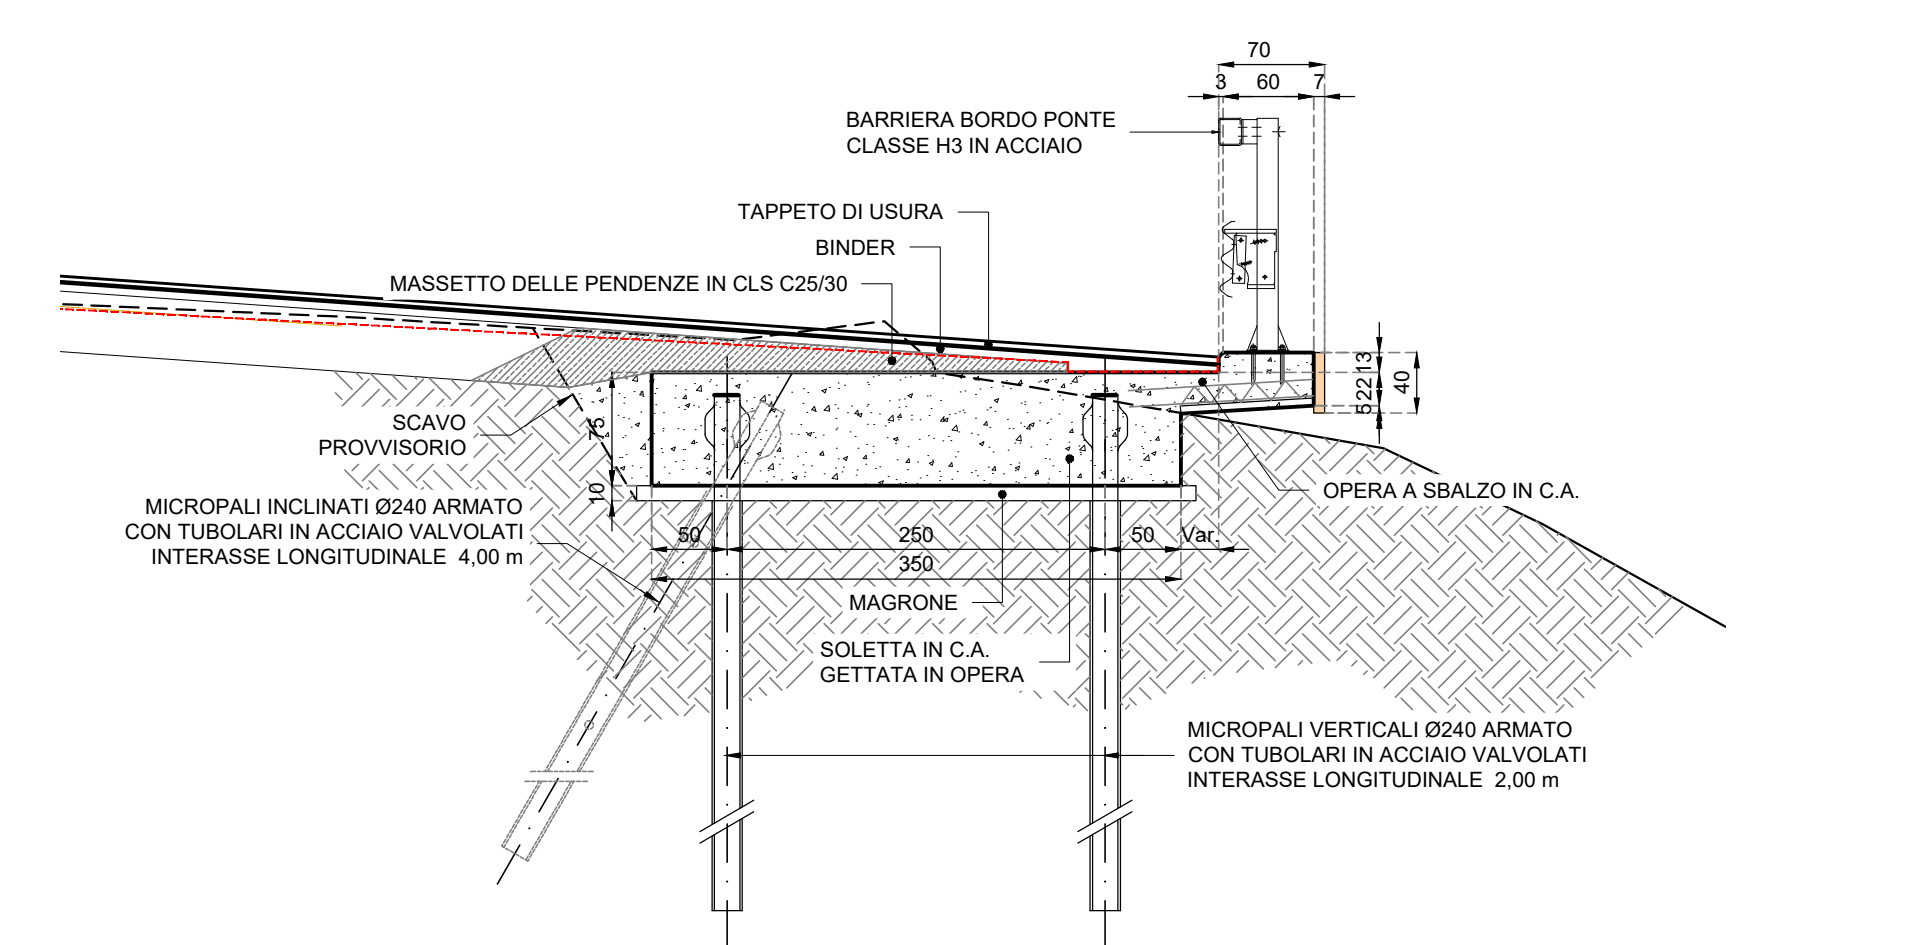 70
3 60 7
BARRIERA BORDO PONTE
CLASSE H3 IN ACCIAIO
TAPPETO DI USURA
BINDER
MASSETTO DELLE PENDENZE IN CLS C25/30
13
22
5
40
SCAVO
PROVVISORIO
75
10
MICROPALI INCLINATI Ø240 ARMATO
CON TUBOLARI IN ACCIAIO VALVOLATI
INTERASSE LONGITUDINALE 4,00 m
OPERA A SBALZO IN C.A.
50 250 50 Var.
350
MAGRONE
SOLETTA IN C.A.
GETTATA IN OPERA
MICROPALI VERTICALI Ø240 ARMATO
CON TUBOLARI IN ACCIAIO VALVOLATI
INTERASSE LONGITUDINALE 2,00 m